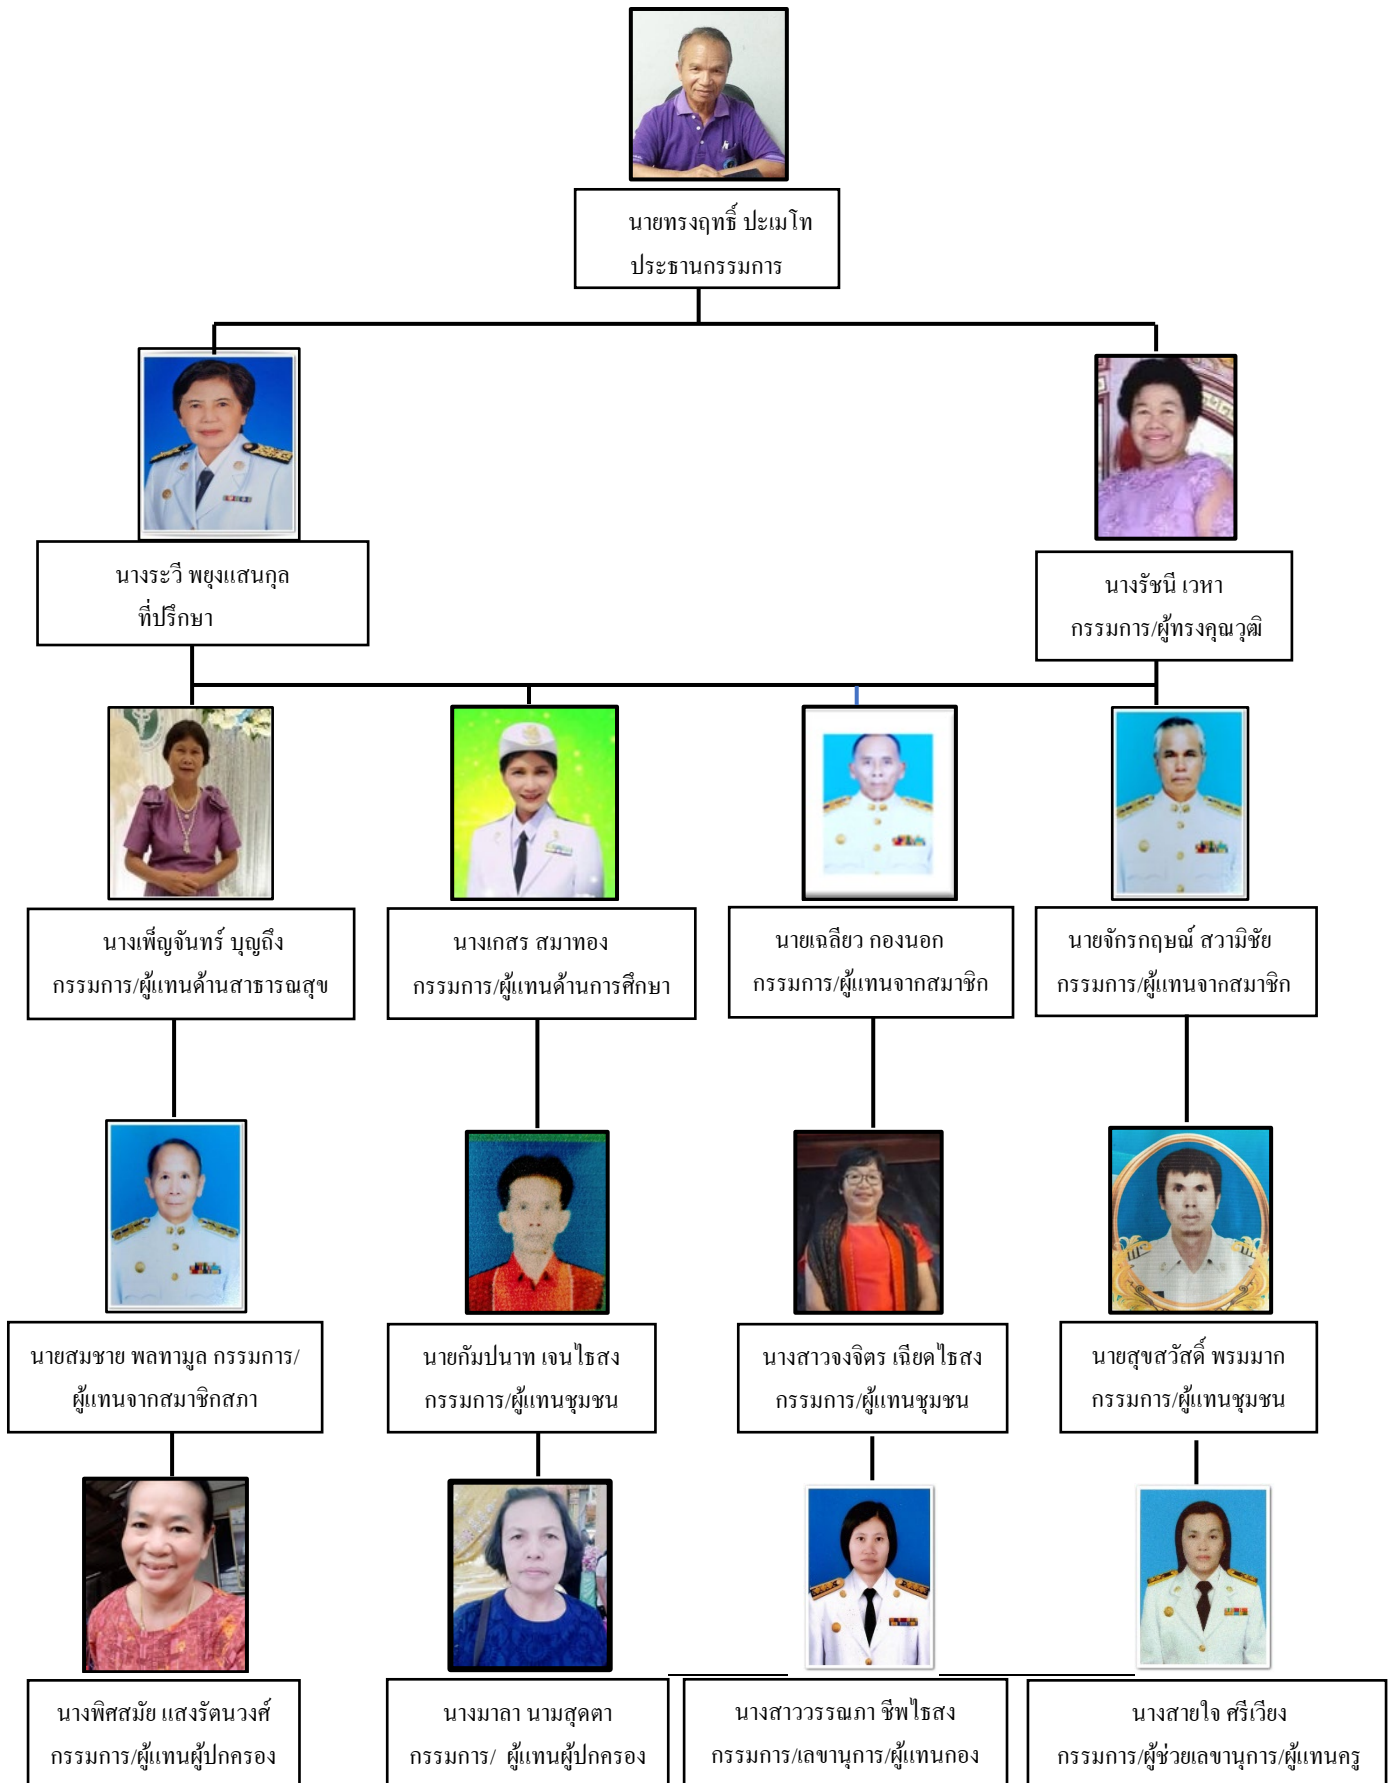 นายทรงฤทธิ์ ปะเมโท
ประธานกรรมการ
นางระวี พยุงแสนกุล
ที่ปรึกษา
นางรัชนี เวหา
กรรมการ/ผู้ทรงคุณวุฒิ
นางเพ็ญจันทร์ บุญถึง
กรรมการ/ผู้แทนด้านสาธารณสุข
นางเกสร สมาทอง
กรรมการ/ผู้แทนด้านการศึกษา
นายเฉลียว กองนอก
กรรมการ/ผู้แทนจากสมาชิก
นายจักรกฤษณ์ สวามิชัย
กรรมการ/ผู้แทนจากสมาชิก
นายสมชาย พลทามูล กรรมการ/
ผู้แทนจากสมาชิกสภา
นายกัมปนาท เจนไธสง
กรรมการ/ผู้แทนชุมชน
นางสาวจงจิตร เฉียดไธสง
กรรมการ/ผู้แทนชุมชน
นายสุขสวัสดิ์ พรมมาก
กรรมการ/ผู้แทนชุมชน
นางพิศสมัย แสงรัตนวงศ์
กรรมการ/ผู้แทนผู้ปกครอง
นางมาลา นามสุดตา
กรรมการ/ ผู้แทนผู้ปกครอง
นางสาววรรณภา ชีพไธสง
กรรมการ/เลขานุการ/ผู้แทนกอง
นางสายใจ ศรีเวียง
กรรมการ/ผู้ช่วยเลขานุการ/ผู้แทนครู